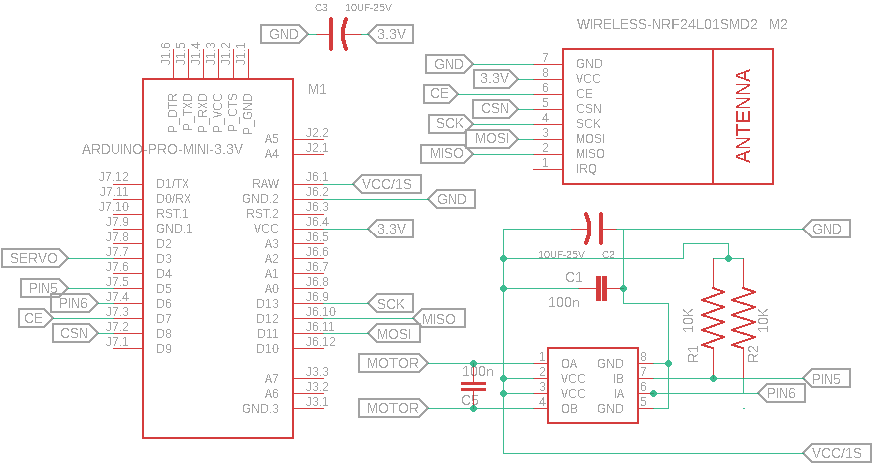 C3 10UF-25V
GND 3.3V
WIRELESS-NRF24L01SMD2 M2
GND 7 GND
3.3V 8 VCC
CE 6 CE
CSN 5 CSN
SCK 4 SCK
MOSI 3 MOSI
MISO 2 MISO
1 IRQ
ANTENNA
J1.6 J1.5 J1.4 J1.3 J1.2 J1.1
P_DTR P_TXD P_RXD P_VCC P_CTS P_GND
M1
ARDUINO-PRO-MINI-3.3V
A5 J2.2
A4 J2.1
J7.12 D1/TX RAW J6.1 VCC/1S
J7.11 D0/RX GND.2 J6.2 GND
J7.10 RST.1 RST.2 J6.3
J7.9 GND.1 VCC J6.4 3.3V
J7.8 D2 A3 J6.5
SERVO J7.7 D3 A2 J6.6
J7.6 D4 A1 J6.7
PIN5 J7.5 D5 A0 J6.8
PIN6 J7.4 D6 D13 J6.9 SCK
CE J7.3 D7 D12 J6.10 MISO
CSN J7.2 D8 D11 J6.11 MOSI
J7.1 D9 D10 J6.12
A7 J3.3
A6 J3.2
GND.3 J3.1
GND
10UF-25V C2
C1
100n
10K 10K
R1 R2
MOTOR 1 OA GND 8
100n 2 VCC IB 7 PIN5
3 VCC IA 6 PIN6
C5
MOTOR 4 OB GND 5
VCC/1S